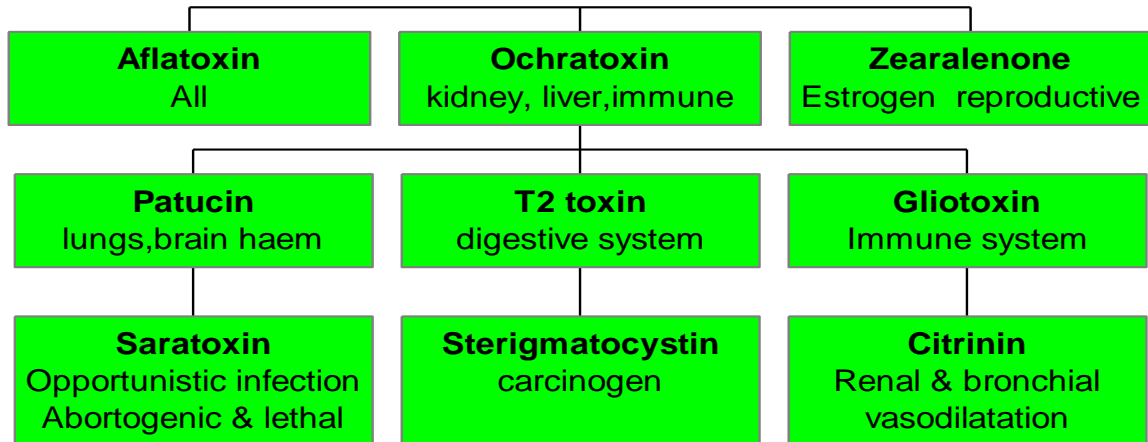 Aflatoxin
All
Ochratoxin
kidney, liver,immune
Zearalenone
Estrogen  reproductive
Patucin
lungs,brain haem
T2 toxin
digestive system
Gliotoxin
Immune system
Saratoxin
Opportunistic infection
Abortogenic & lethal
Sterigmatocystin
carcinogen
Citrinin
Renal & bronchial
vasodilatation